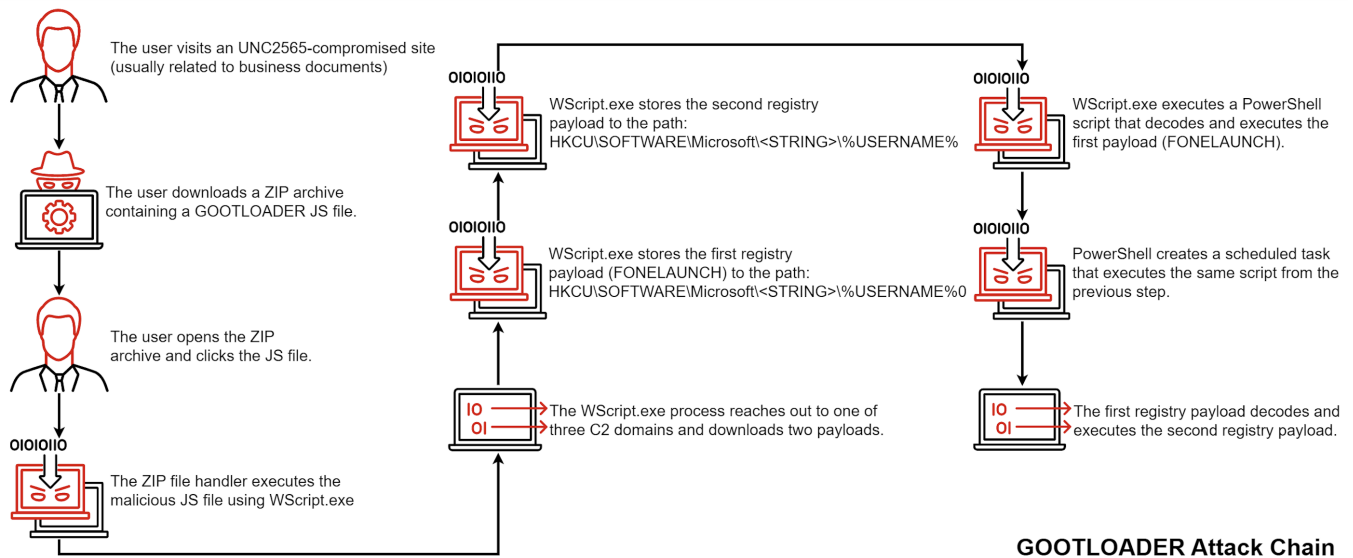 The user visits an UNC2565-compromised site
(usually related to business documents)
The user downloads a ZIP archive
containing a GOOTLOADER JS file.
The user opens the ZIP
archive and clicks the JS file.
01010110
The ZIP file handler executes the
malicious JS file using WScript.exe
IO
OI
The WScript.exe process reaches out to one of
three C2 domains and downloads two payloads.
01010110
WScript.exe stores the first registry
payload (FONELAUNCH) to the path:
HKCU\SOFTWARE\Microsoft\<STRING>\%USERNAME%0
01010110
WScript.exe stores the second registry
payload to the path:
HKCU\SOFTWARE\Microsoft\<STRING>\%USERNAME%
01010110
WScript.exe executes a PowerShell
script that decodes and executes the
first payload (FONELAUNCH).
01010110
PowerShell creates a scheduled task
that executes the same script from the
previous step.
IO
OI
The first registry payload decodes and
executes the second registry payload.
GOOTLOADER Attack Chain